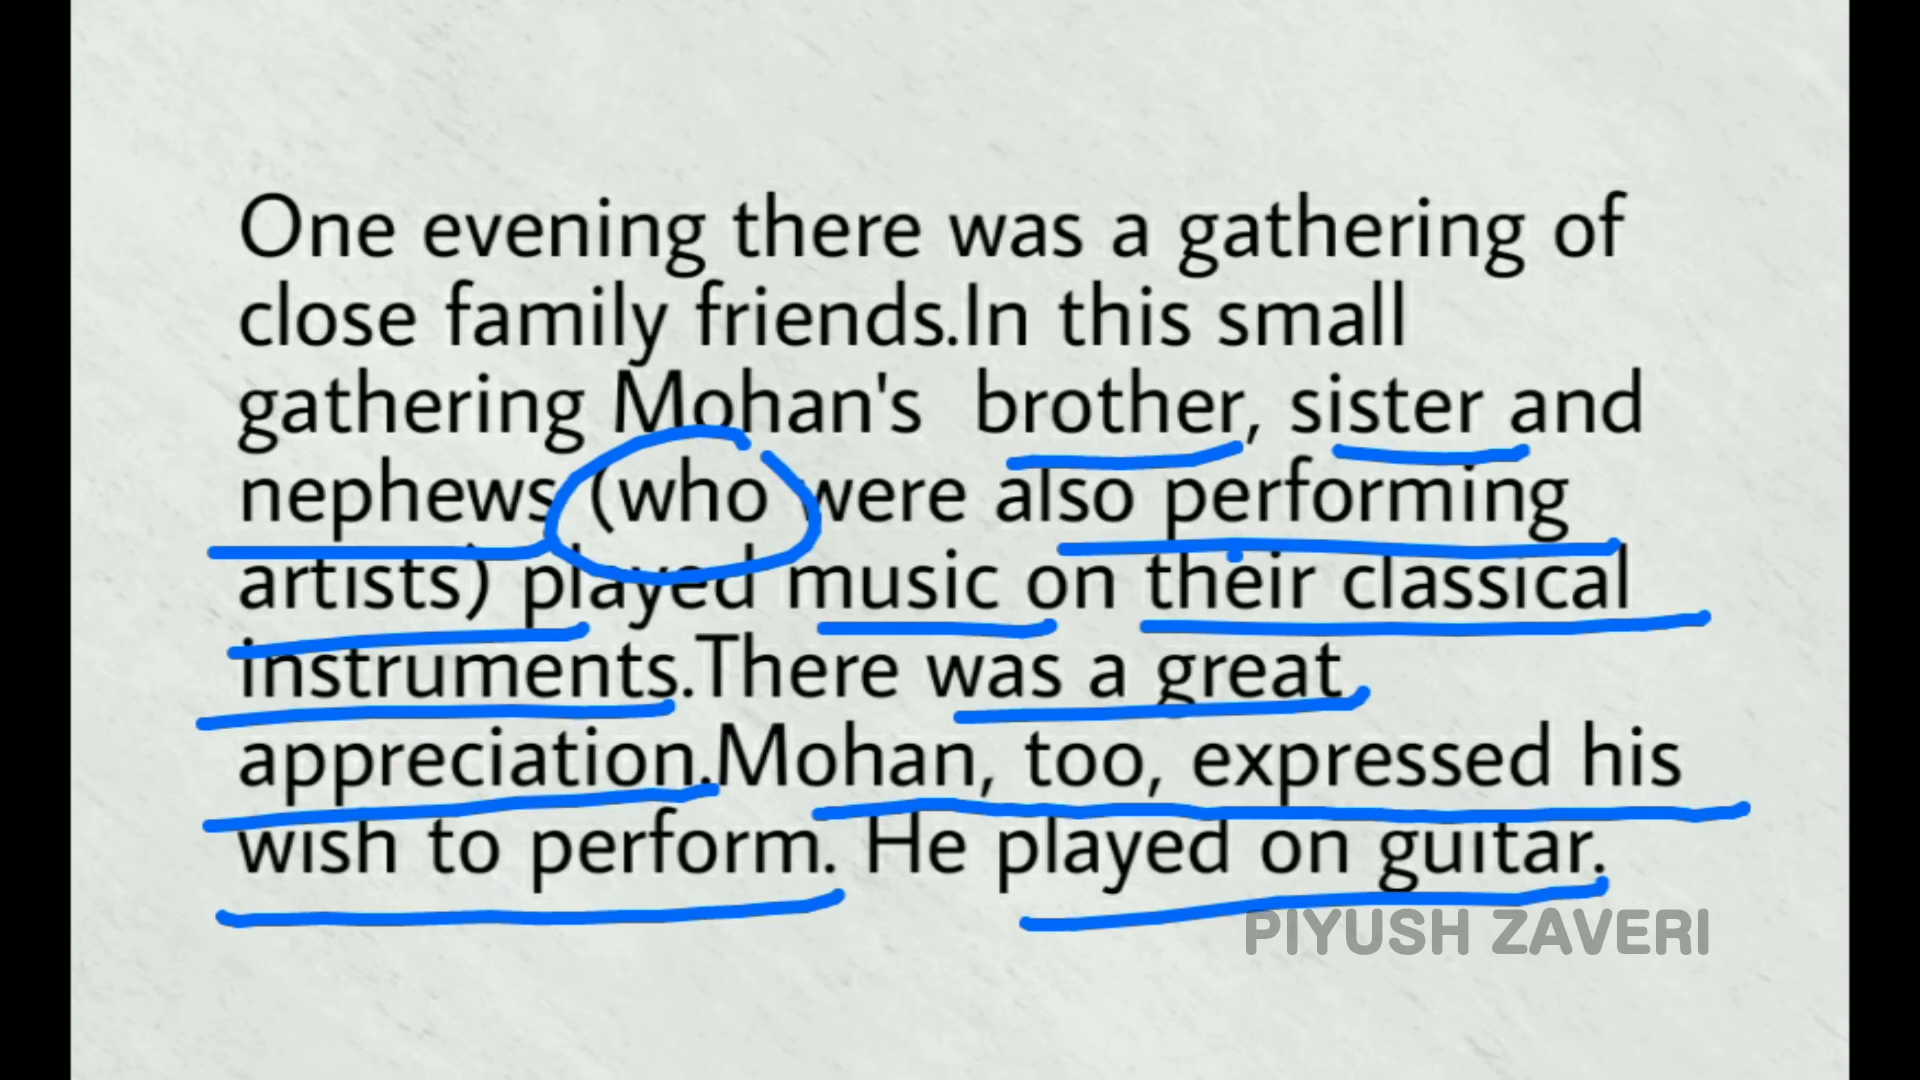 One evening there was a gathering of
close family friends.In this small
gathering Mohan's  brother, sister and
nephews (who were also performing
artists) played music on their classical
instruments.There was a great
appreciation.Mohan, too, expressed his
wish to perform. He played on guitar.
PIYUSH ZAVERI